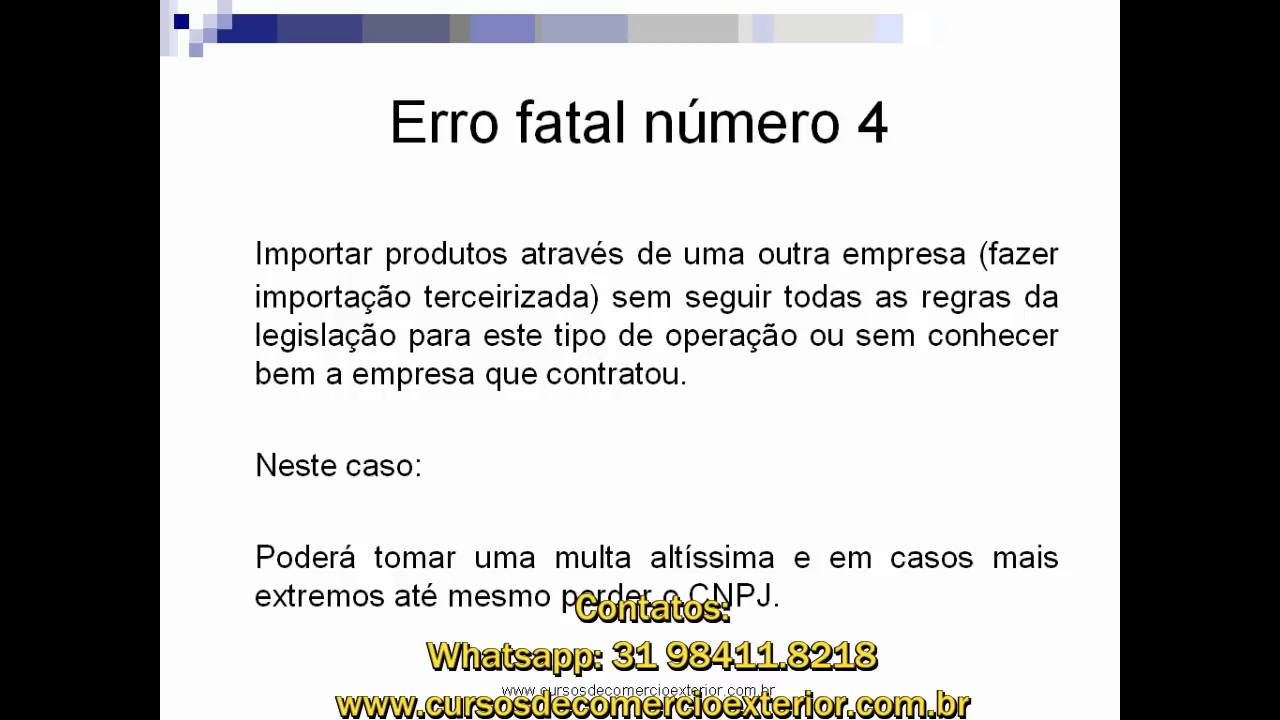 Erro fatal número 4
Importar produtos através de uma outra empresa (fazer
importação terceirizada) sem seguir todas as regras da
legislação para este tipo de operação ou sem conhecer
bem a empresa que contratou.
Neste caso:
Poderá tomar uma multa altíssima e em casos mais
extremos até mesmo perder o CNPJ.
Contatos:
Whatsapp: 31 98411.8218
www.cursosdecomercioexterior.com.br
www.cursosdecomercioexterior.com.br